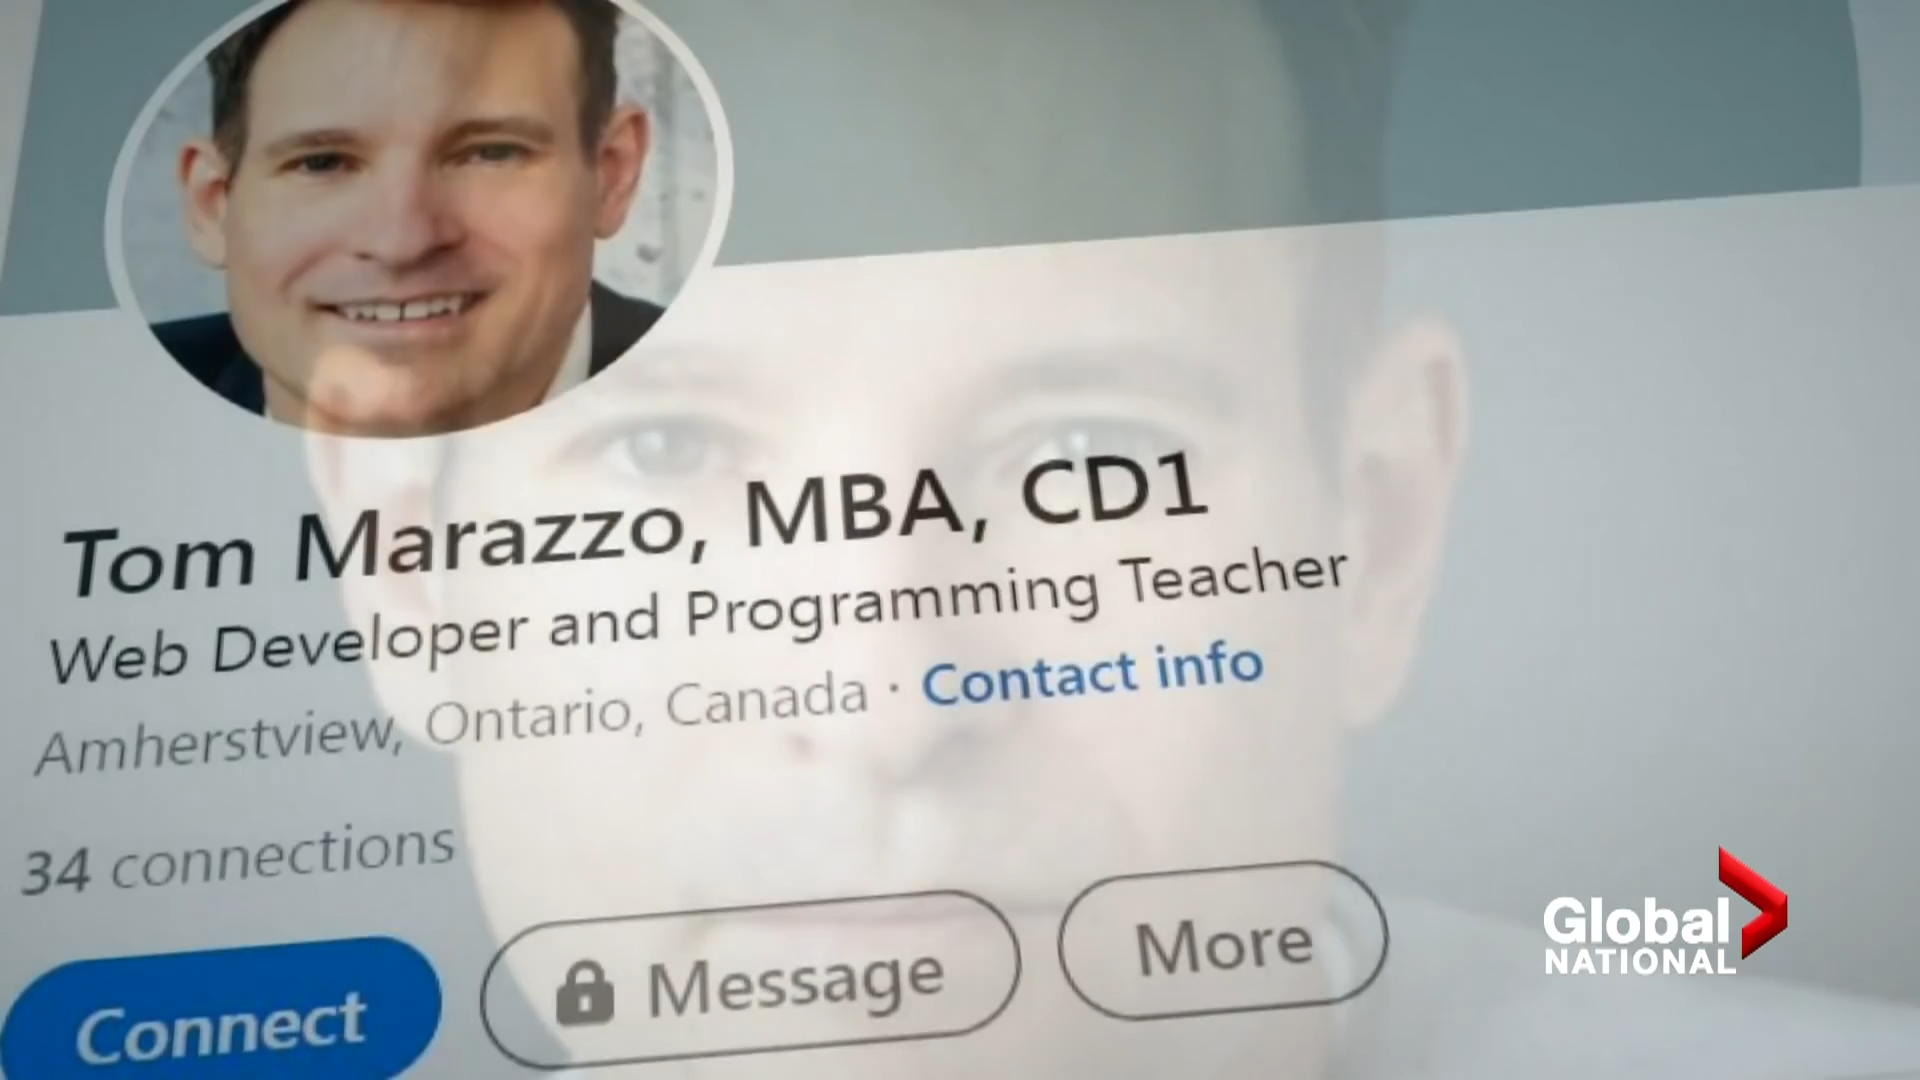 Tom Marazzo, MBA, CD1
Web Developer and Programming Teacher
Amherstview, Ontario, Canada · Contact info
34 connections
Connect
Message
More
Global
NATIONAL